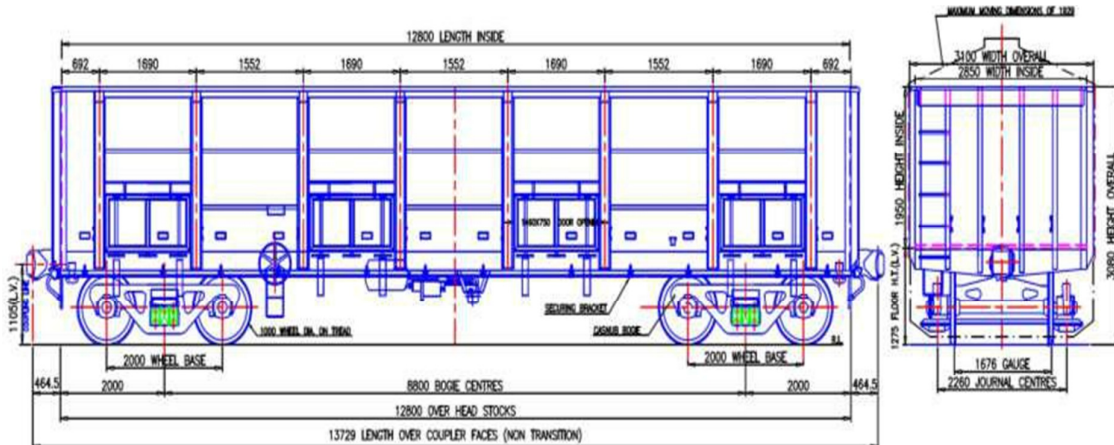 MAXIMUM MOVING DIMENSIONS OF 1929
12800 LENGTH INSIDE
3100 WIDTH OVERALL
692 1690 1552 1690 1552 1690 1552 1690 692
2850 WIDTH INSIDE
1950 HEIGHT INSIDE
3080 HEIGHT OVERALL
DOOR OPENING
1105(L.V.)
COUPLER LINE
1275 FLOOR H.T.(L.V.)
SECURING BRACKET
CASNUB BOGIE
1000 WHEEL DIA. ON TREAD
R.L
2000 WHEEL BASE
2000 WHEEL BASE
1676 GAUGE
464.5 2000 8800 BOGIE CENTRES 2000 464.5
2260 JOURNAL CENTRES
12800 OVER HEAD STOCKS
13729 LENGTH OVER COUPLER FACES (NON TRANSITION)